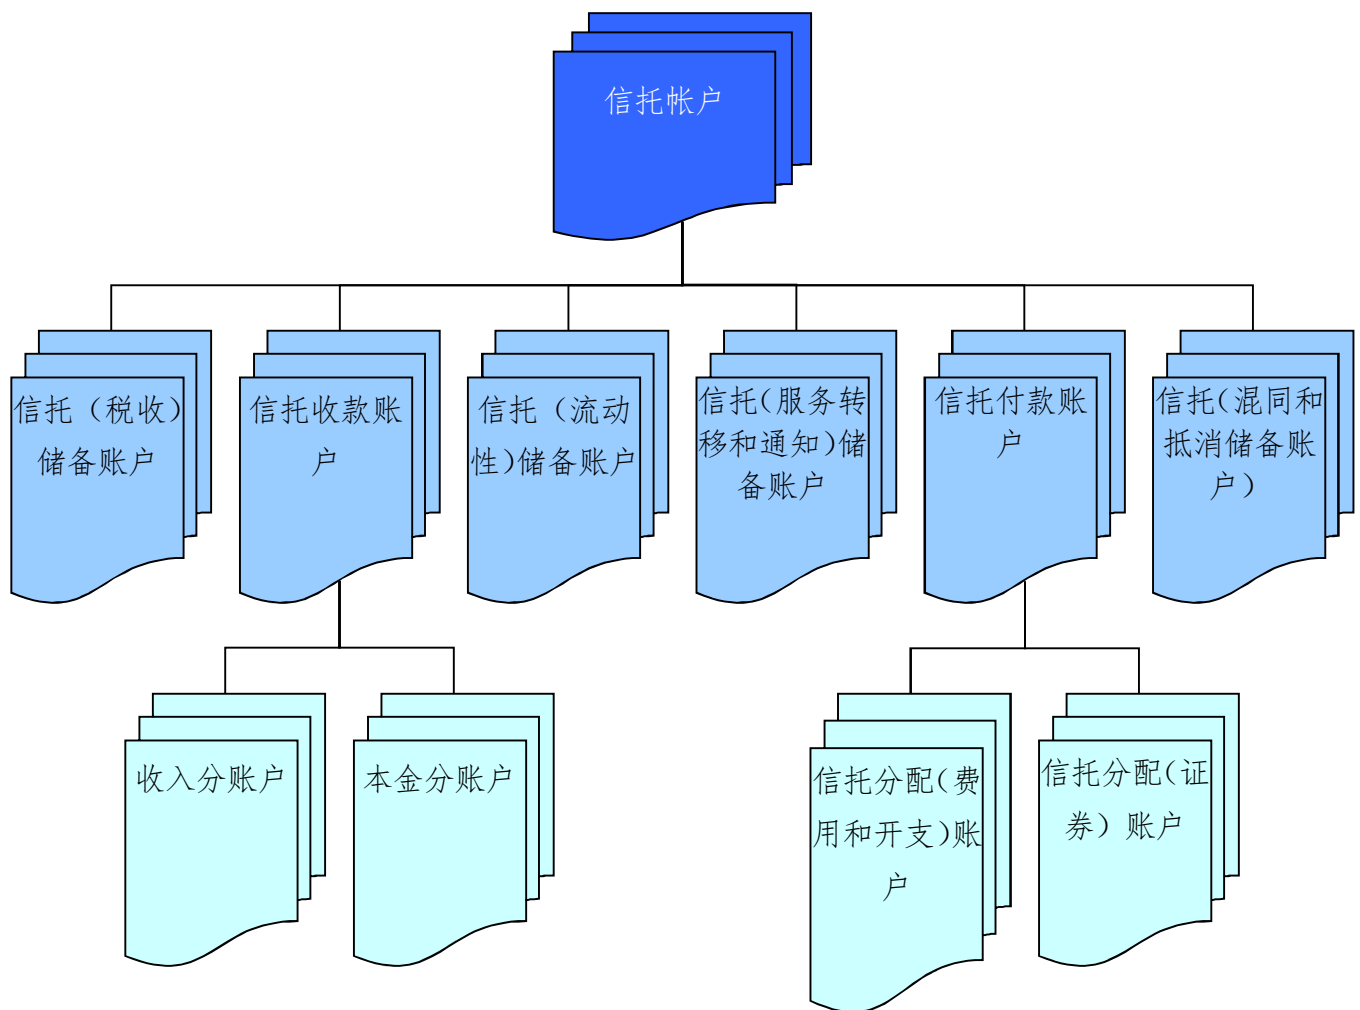 信托帐户
信托（税收）
储备账户
信托收款账
户
信托（流动
性)储备账户
信托(服务转
移和通知)储
备账户
信托付款账
户
信托(混同和
抵消储备账
户）
收入分账户
本金分账户
信托分配(费
用和开支)账
户
信托分配(证
券）账户